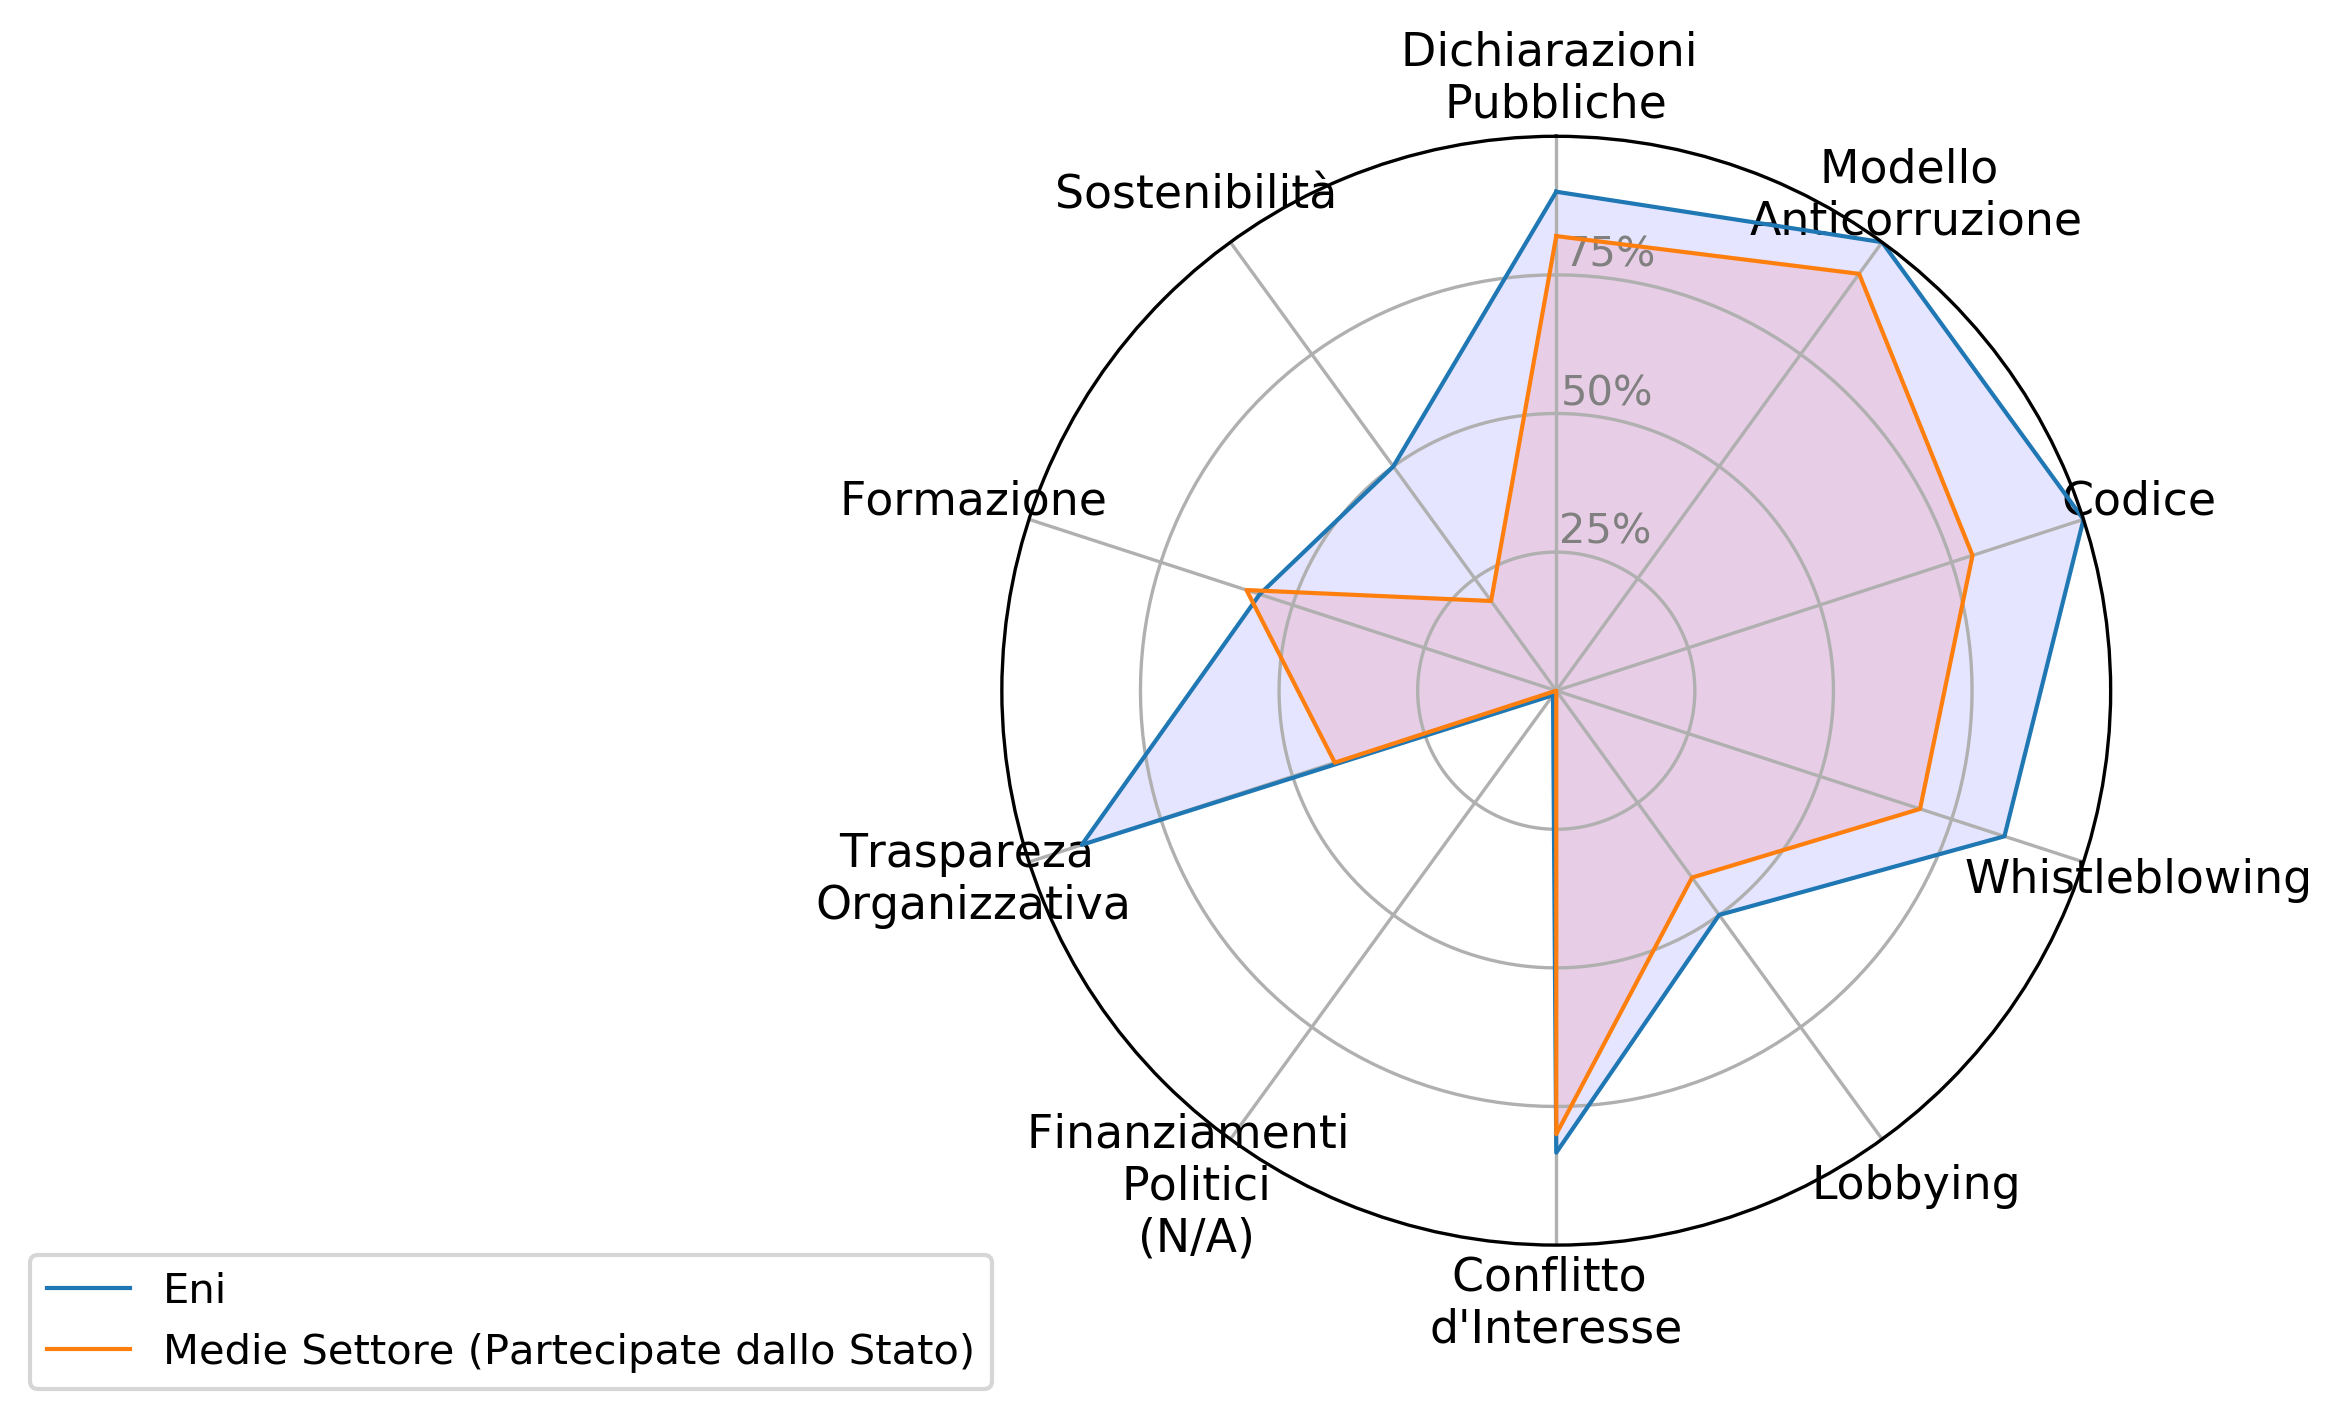 Dichiarazioni
Pubbliche
Modello
Anticorruzione
Sostenibilità
75%
50%
25%
Formazione
Codice
Traspareza
Organizzativa
Whistleblowing
Finanziamenti
Politici
(N/A)
Lobbying
Conflitto
d'Interesse
Eni
Medie Settore (Partecipate dallo Stato)